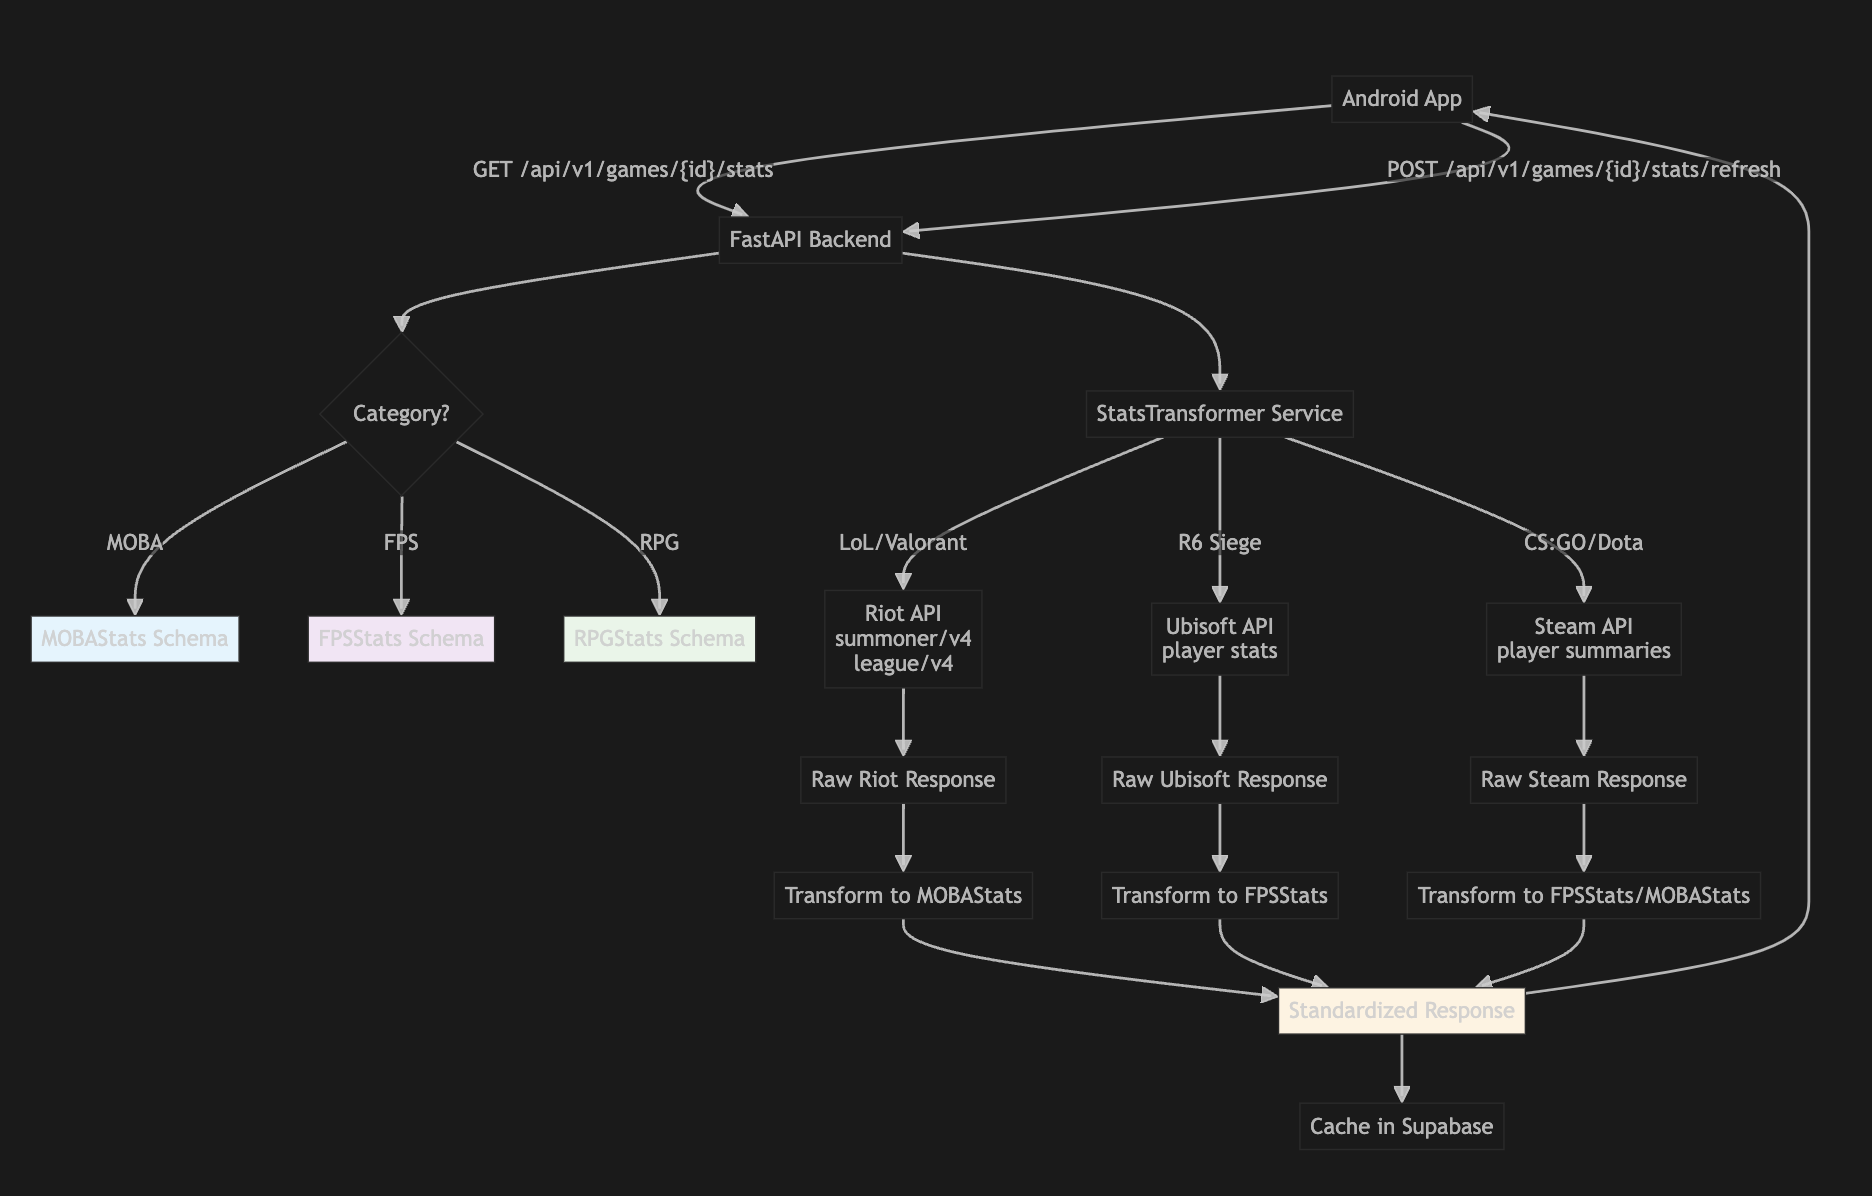 Android App
GET /api/v1/games/{id}/stats
POST /api/v1/games/{id}/stats/refresh
FastAPI Backend
Category?
StatsTransformer Service
MOBA
FPS
RPG
LoL/Valorant
R6 Siege
CS:GO/Dota
MOBAStats Schema
FPSStats Schema
RPGStats Schema
Riot API
summoner/v4
league/v4
Ubisoft API
player stats
Steam API
player summaries
Raw Riot Response
Raw Ubisoft Response
Raw Steam Response
Transform to MOBAStats
Transform to FPSStats
Transform to FPSStats/MOBAStats
Standardized Response
Cache in Supabase